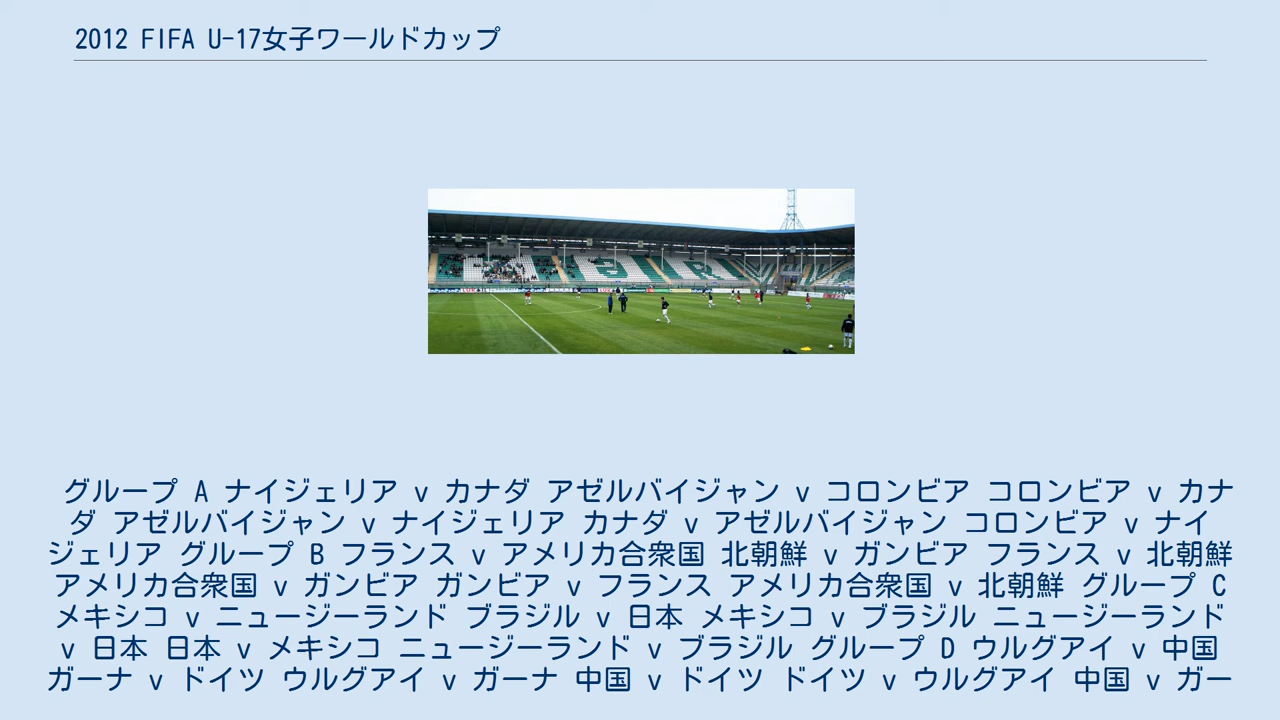 2012 FIFA U-17女子ワールドカップ
グループ A ナイジェリア v カナダ アゼルバイジャン v コロンビア コロンビア v カナ
ダ アゼルバイジャン v ナイジェリア カナダ v アゼルバイジャン コロンビア v ナイ
ジェリア グループ B フランス v アメリカ合衆国 北朝鮮 v ガンビア フランス v 北朝鮮
アメリカ合衆国 v ガンビア ガンビア v フランス アメリカ合衆国 v 北朝鮮 グループ C
メキシコ v ニュージーランド ブラジル v 日本 メキシコ v ブラジル ニュージーランド
v 日本 日本 v メキシコ ニュージーランド v ブラジル グループ D ウルグアイ v 中国
ガーナ v ドイツ ウルグアイ v ガーナ 中国 v ドイツ ドイツ v ウルグアイ 中国 v ガー